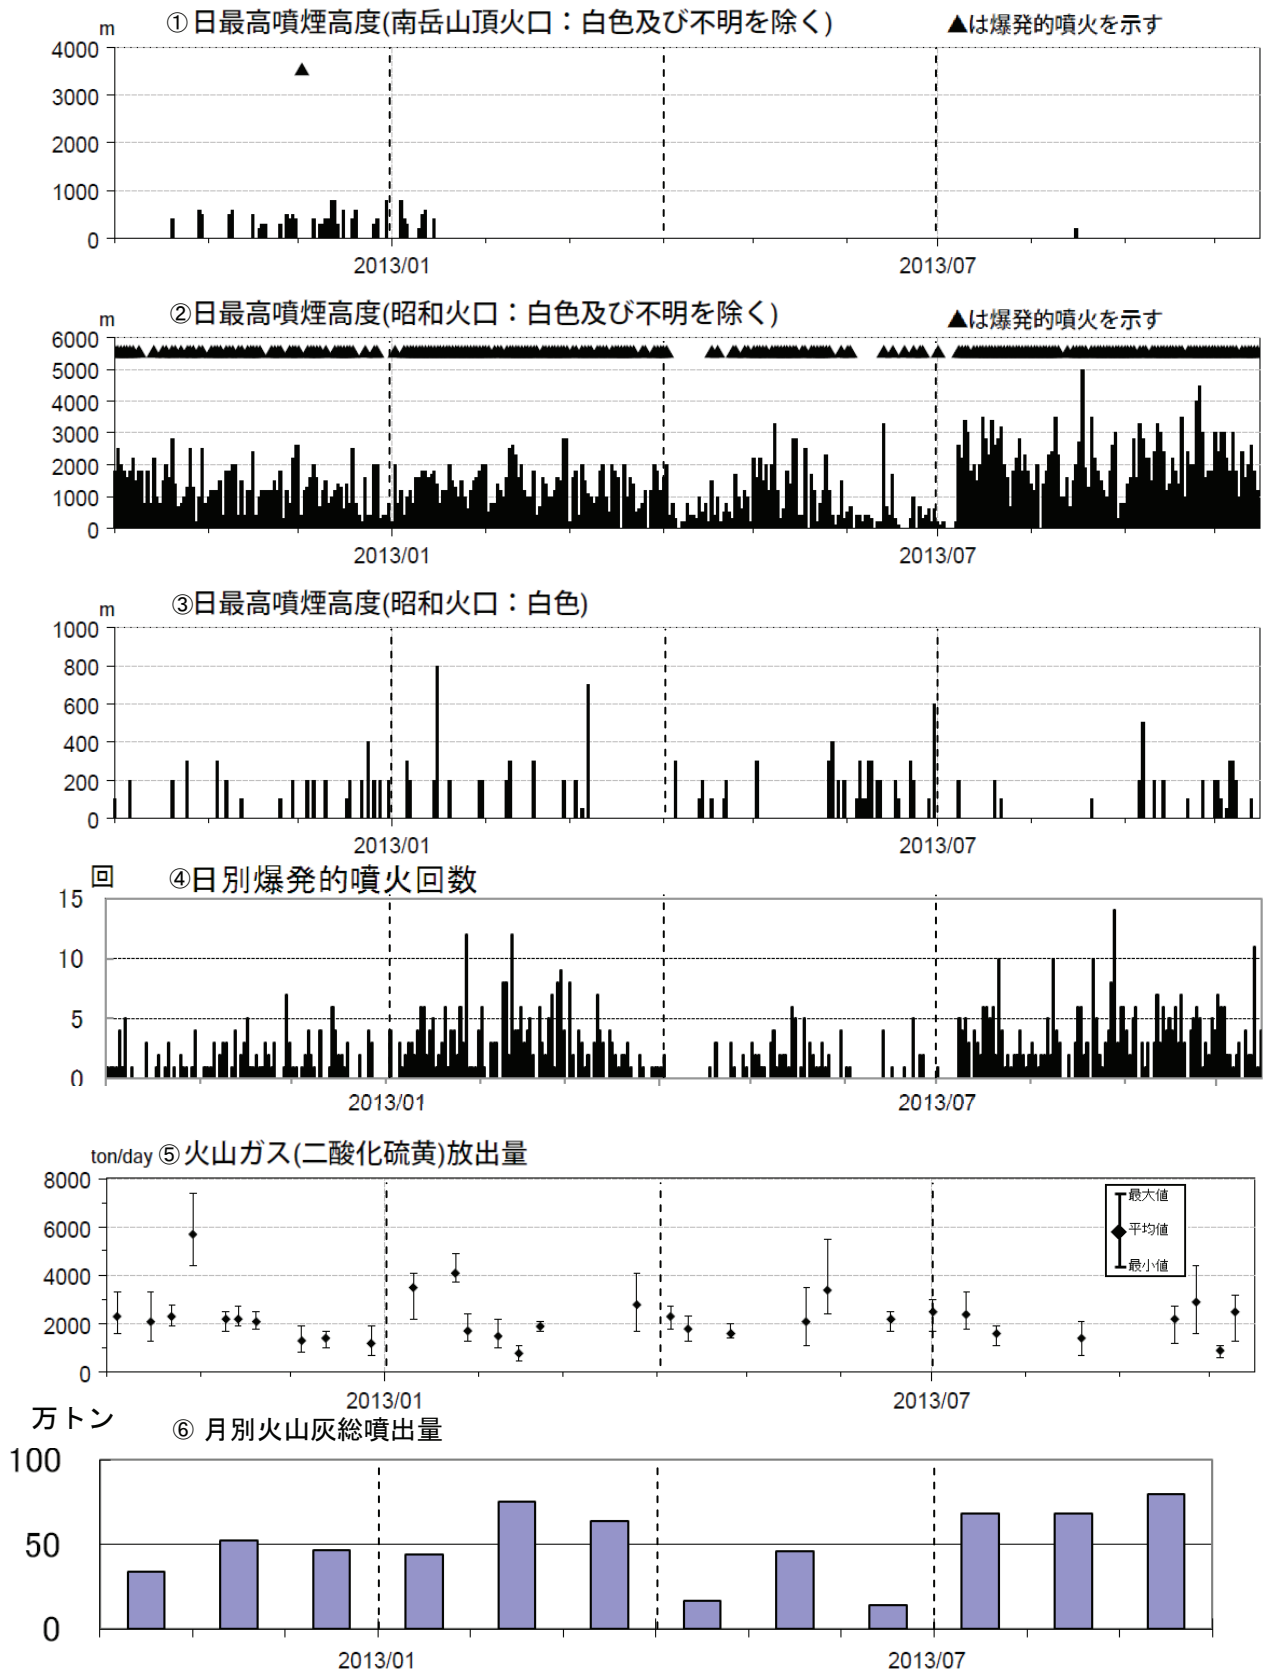 ①日最高噴煙高度(南岳山頂火口：白色及び不明を除く)
▲は爆発的噴火を示す
m
4000
3000
2000
1000
0
2013/01
2013/07
②日最高噴煙高度(昭和火口：白色及び不明を除く)
▲は爆発的噴火を示す
m
6000
5000
4000
3000
2000
1000
0
2013/01
2013/07
③日最高噴煙高度(昭和火口：白色)
m
1000
800
600
400
200
0
2013/01
2013/07
回
④日別爆発的噴火回数
15
10
5
0
2013/01
2013/07
ton/day
⑤火山ガス(二酸化硫黄)放出量
8000
6000
4000
2000
0
最大値
平均値
最小値
2013/01
2013/07
万トン
⑥ 月別火山灰総噴出量
100
50
0
2013/01
2013/07